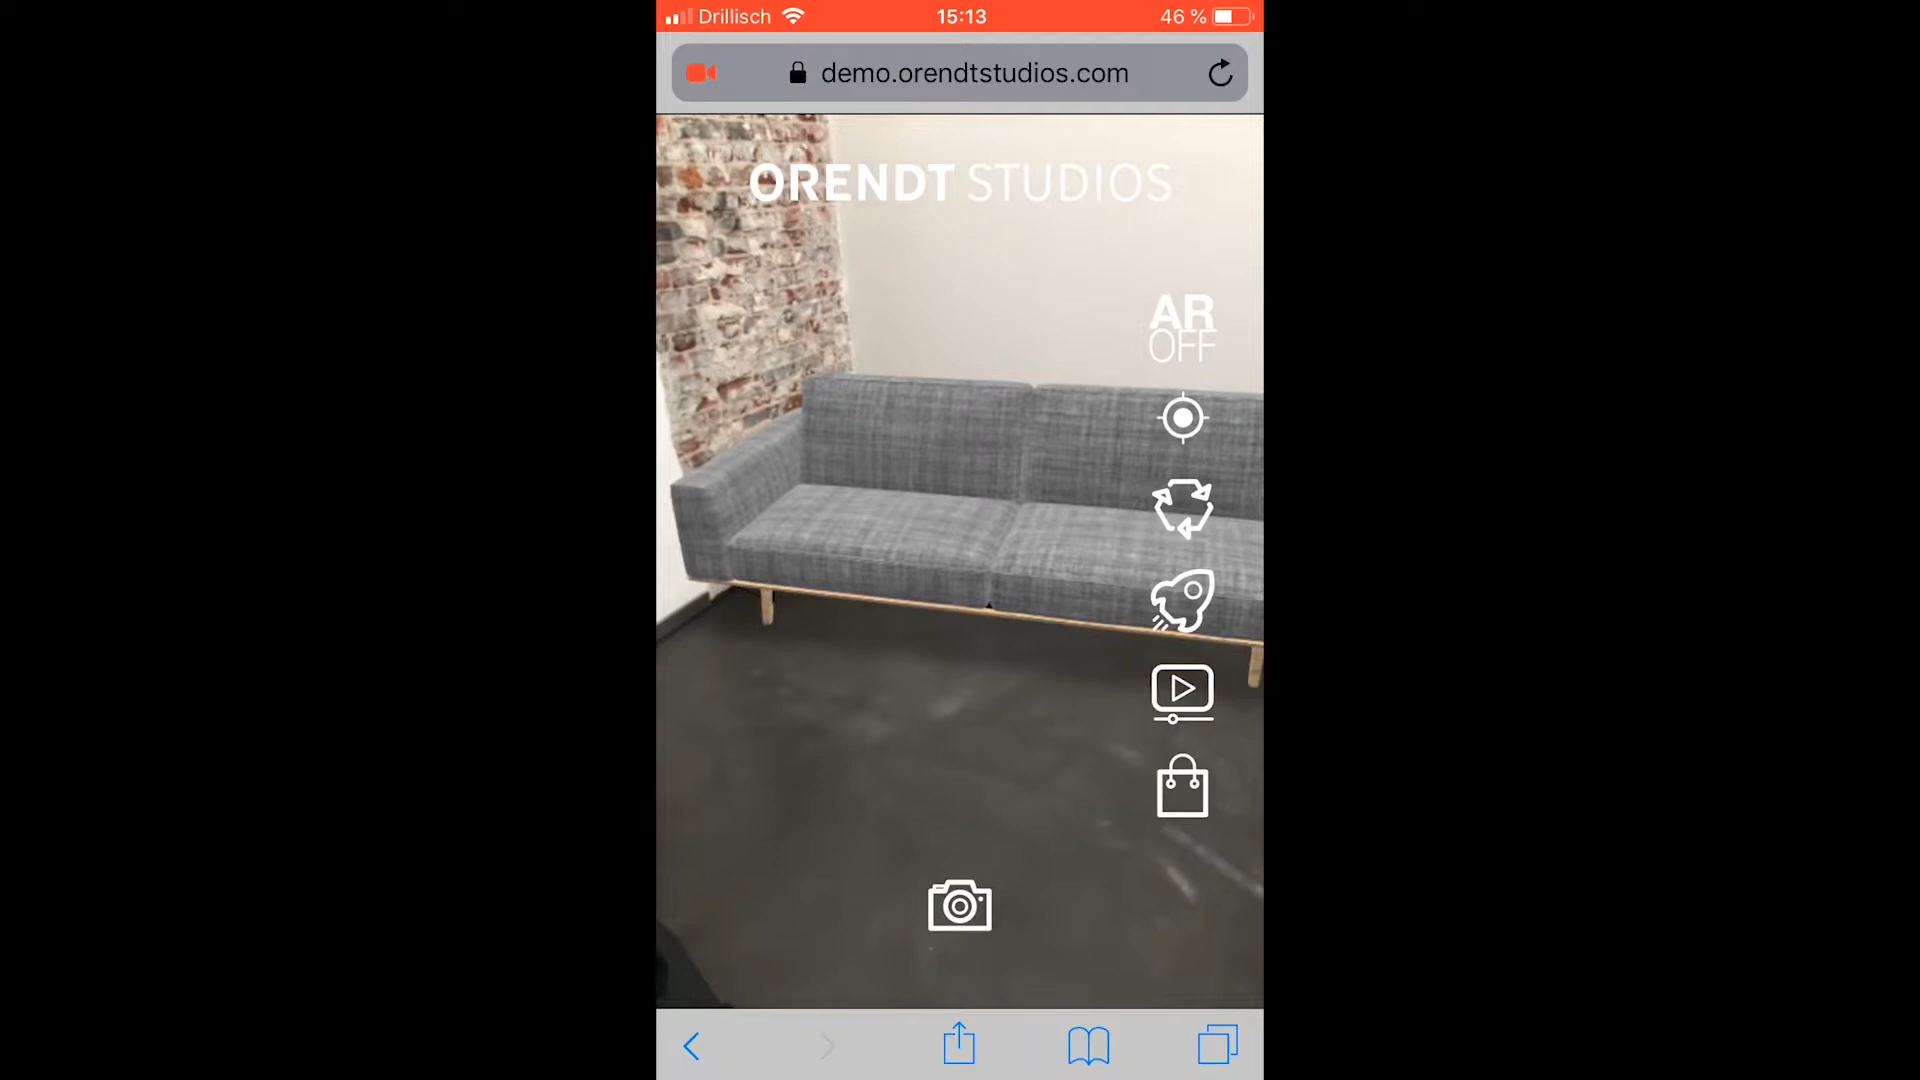 Drillisch 15:13 46 %
demo.orendtstudios.com
ORENDT STUDIOS
AR
OFF